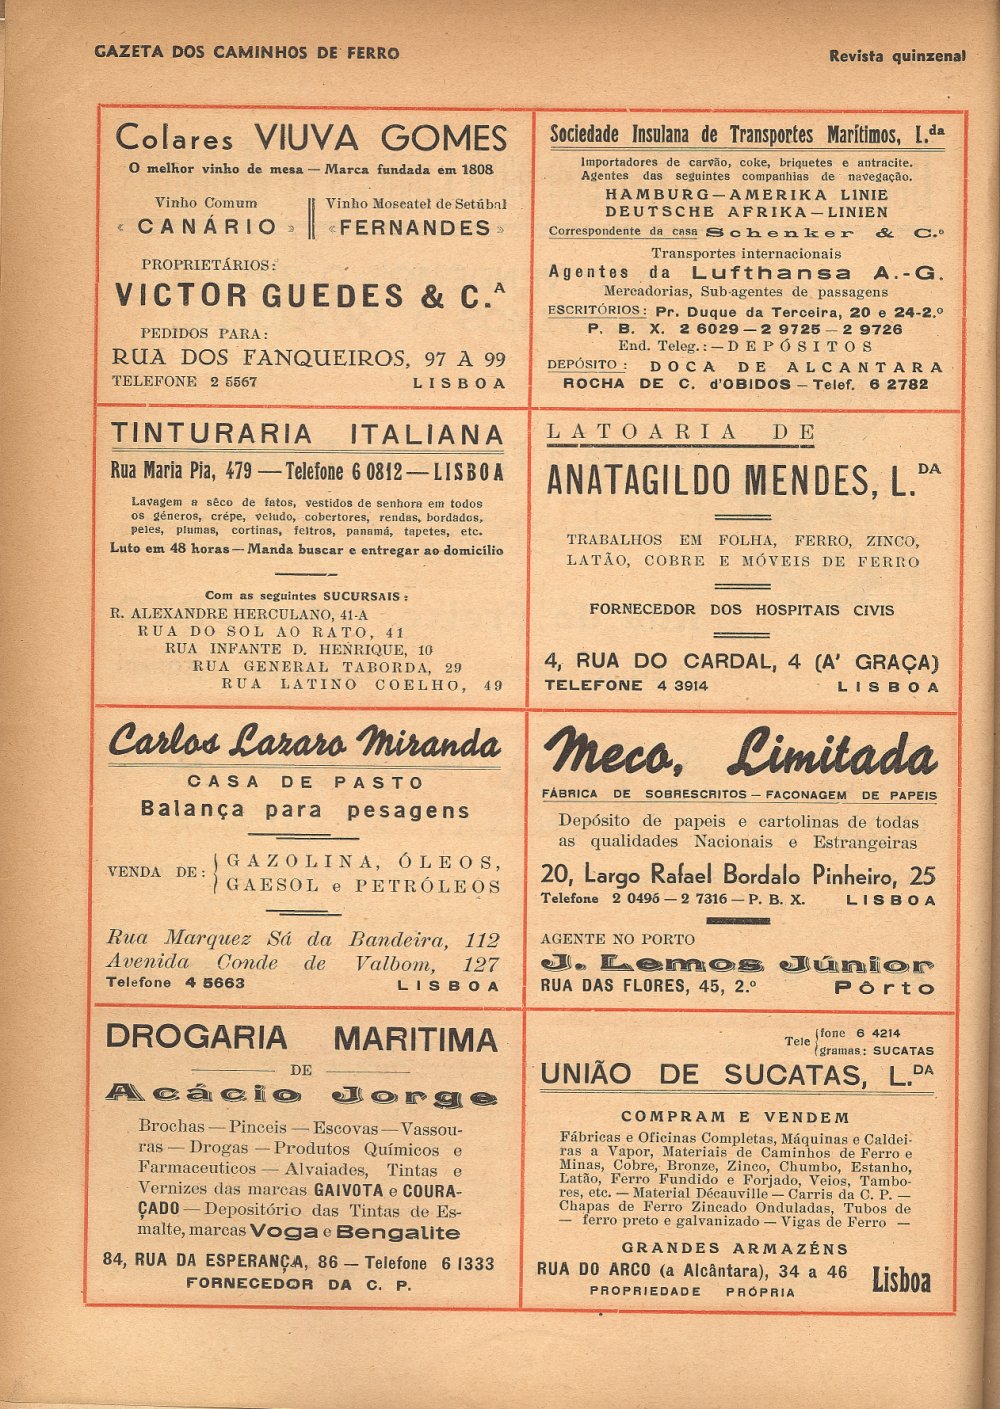 GAZETA DOS CAMINHOS DE FERRO
Revista quinzenal
Colares VIUVA GOMES
O melhor vinho de mesa — Marca fundada em 1808
Vinho Comum
« CANÁRIO »
Vinho Moscatel de Setúbal
«FERNANDES»
PROPRIETÁRIOS:
VICTOR GUEDES & C.A
PEDIDOS PARA:
RUA DOS FANQUEIROS, 97 A 99
TELEFONE 2 5567 LISBOA
Sociedade Insulana de Transportes Marítimos, L.da
Importadores de carvão, coke, briquetes e antracite.
Agentes das seguintes companhias de navegação.
HAMBURG—AMERIKA LINIE
DEUTSCHE AFRIKA—LINIEN
Correspondente da casa Schenker & C.º
Transportes internacionais
Agentes da Lufthansa A.-G.
Mercadorias, Sub-agentes de passagens
ESCRITÓRIOS: Pr. Duque da Terceira, 20 e 24-2.º
P. B. X. 2 6029—2 9725—2 9726
End. Teleg.:—DEPÓSITOS
DEPÓSITO: DOCA DE ALCANTARA
ROCHA DE C. d'OBIDOS — Telef. 6 2782
TINTURARIA ITALIANA
Rua Maria Pia, 479 — Telefone 6 0812 — LISBOA
Lavagem a sêco de fatos, vestidos de senhora em todos
os géneros, crépe, veludo, cobertores, rendas, bordados,
peles, plumas, cortinas, feltros, panamá, tapetes, etc.
Luto em 48 horas — Manda buscar e entregar ao domicílio
Com as seguintes SUCURSAIS:
R. ALEXANDRE HERCULANO, 41-A
RUA DO SOL AO RATO, 41
RUA INFANTE D. HENRIQUE, 10
RUA GENERAL TABORDA, 29
RUA LATINO COELHO, 49
LATOARIA DE
ANATAGILDO MENDES, L.DA
TRABALHOS EM FOLHA, FERRO, ZINCO,
LATÃO, COBRE E MÓVEIS DE FERRO
FORNECEDOR DOS HOSPITAIS CIVIS
4, RUA DO CARDAL, 4 (A' GRAÇA)
TELEFONE 4 3914 LISBOA
Carlos Lazaro Miranda
CASA DE PASTO
Balança para pesagens
VENDA DE: GAZOLINA, ÓLEOS,
GAESOL e PETRÓLEOS
Rua Marquez Sá da Bandeira, 112
Avenida Conde de Valbom, 127
Telefone 4 5663 LISBOA
Meco, Limitada
FÁBRICA DE SOBRESCRITOS — FAÇONAGEM DE PAPEIS
Depósito de papeis e cartolinas de todas
as qualidades Nacionais e Estrangeiras
20, Largo Rafael Bordalo Pinheiro, 25
Telefone 2 0496—2 7316—P. B. X. LISBOA
AGENTE NO PORTO
J. Lemos Júnior
RUA DAS FLORES, 45, 2.º Pôrto
DROGARIA MARITIMA
DE
Acácio Jorge
Brochas — Pinceis — Escovas — Vassou-
ras — Drogas — Produtos Químicos e
Farmaceuticos — Alvaiades, Tintas e
Vernizes das marcas GAIVOTA e COURA-
ÇADO — Depositório das Tintas de Es-
malte, marcas Voga e Bengalite
84, RUA DA ESPERANÇA, 86 — Telefone 6 1333
FORNECEDOR DA C. P.
Tele fone 6 4214
gramas: SUCATAS
UNIÃO DE SUCATAS, L.DA
COMPRAM E VENDEM
Fábricas e Oficinas Completas, Máquinas e Caldei-
ras a Vapor, Materiais de Caminhos de Ferro e
Minas, Cobre, Bronze, Zinco, Chumbo, Estanho,
Latão, Ferro Fundido e Forjado, Veios, Tambo-
res, etc. — Material Décauville — Carris da C. P. —
Chapas de Ferro Zincado Onduladas, Tubos de
— ferro preto e galvanizado — Vigas de Ferro —
GRANDES ARMAZÉNS
RUA DO ARCO (a Alcântara), 34 a 46 Lisboa
PROPRIEDADE PRÓPRIA